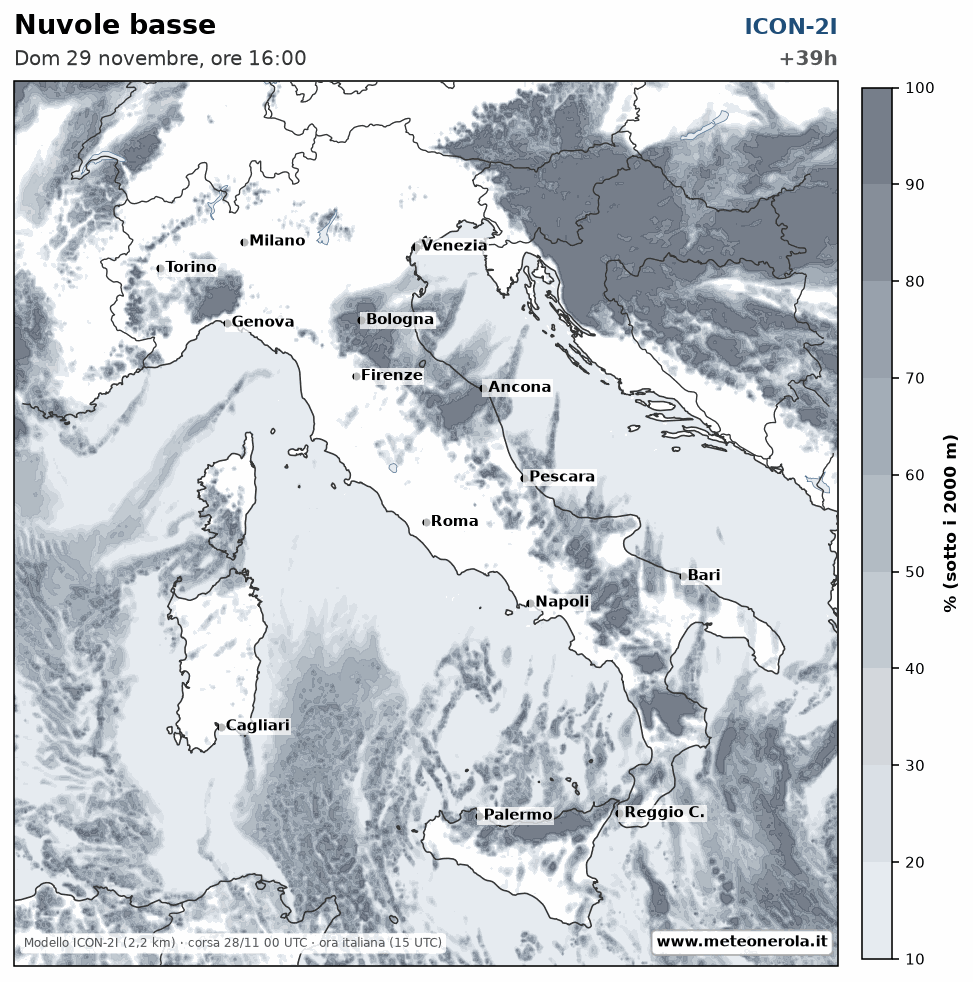 Nuvole basse
ICON-2I
Dom 29 novembre, ore 16:00
+39h
Milano
Venezia
Torino
Genova
Bologna
Firenze
Ancona
Pescara
Roma
Bari
Napoli
Cagliari
Palermo
Reggio C.
Modello ICON-2I (2,2 km) · corsa 28/11 00 UTC · ora italiana (15 UTC)
www.meteonerola.it
100
90
80
70
60
50
40
30
20
10
% (sotto i 2000 m)